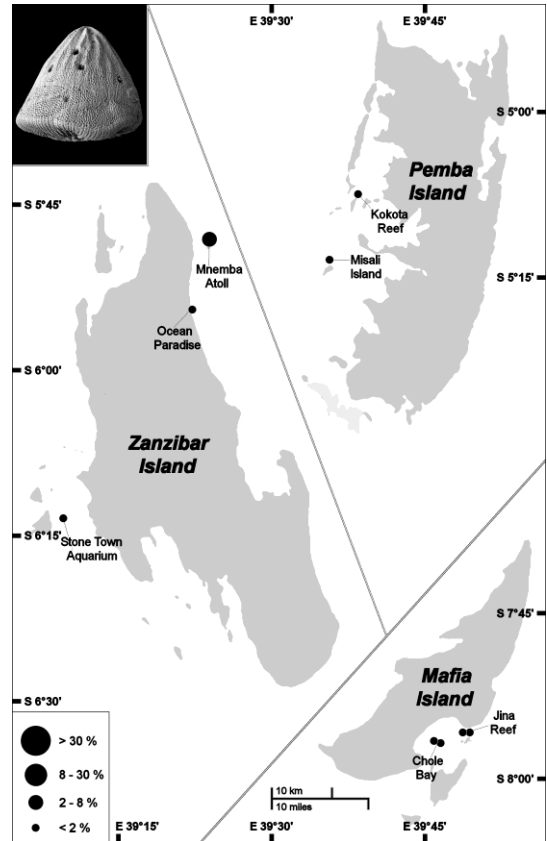 E 39°30'
E 39°45'
S 5°00'
Pemba
Island
Kokota
Reef
Misali
Island
S 5°15'
S 5°45'
Mnemba
Atoll
Ocean
Paradise
S 6°00'
Zanzibar
Island
Stone Town
Aquarium
S 6°15'
S 6°30'
S 7°45'
Mafia
Island
Jina
Reef
Chole
Bay
S 8°00'
> 30 %
8 - 30 %
2 - 8 %
< 2 %
10 km
10 miles
E 39°15'
E 39°30'
E 39°45'